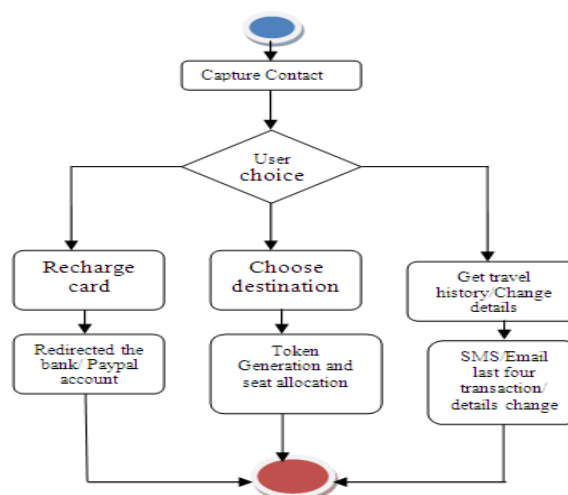 Capture Contact
User
choice
Recharge
card
Choose
destination
Get travel
history/Change
details
Redirected the
bank/ Paypal
account
Token
Generation and
seat allocation
SMS/Email
last four
transaction/
details change